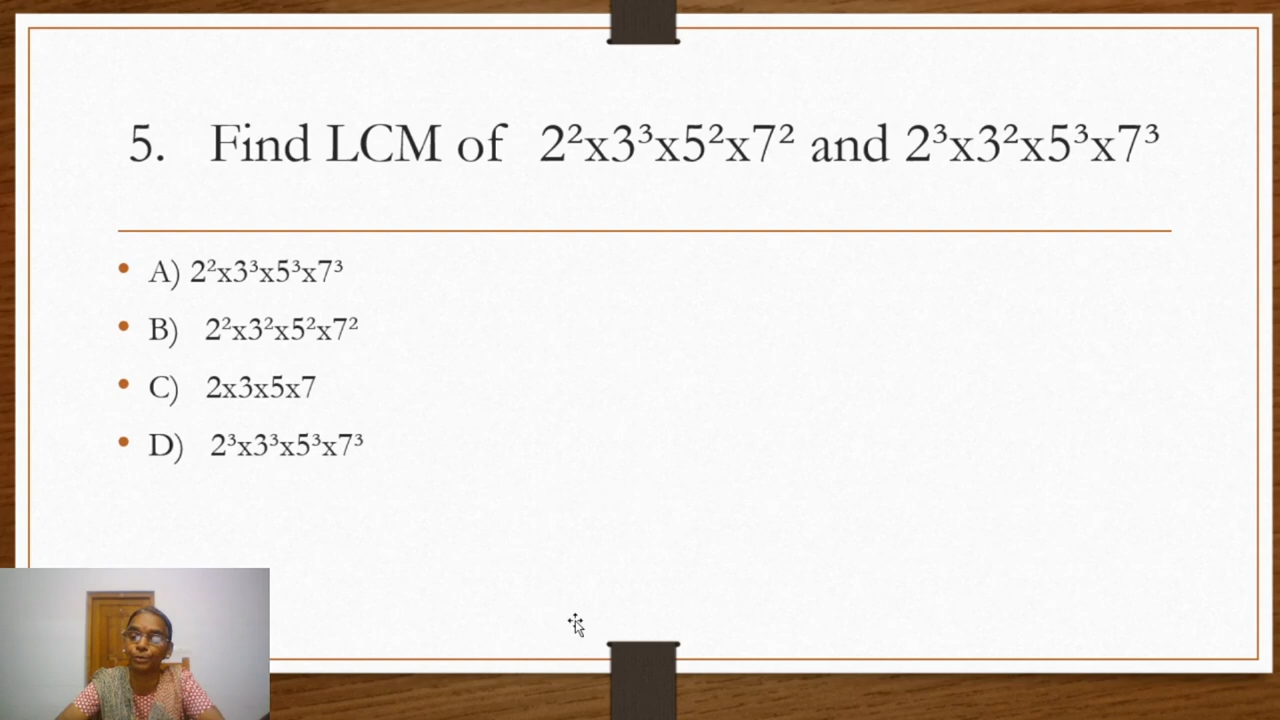 5. Find LCM of 2²x3³x5²x7² and 2³x3²x5³x7³
A) 2²x3³x5³x7³
B) 2²x3²x5²x7²
C) 2x3x5x7
D) 2³x3³x5³x7³